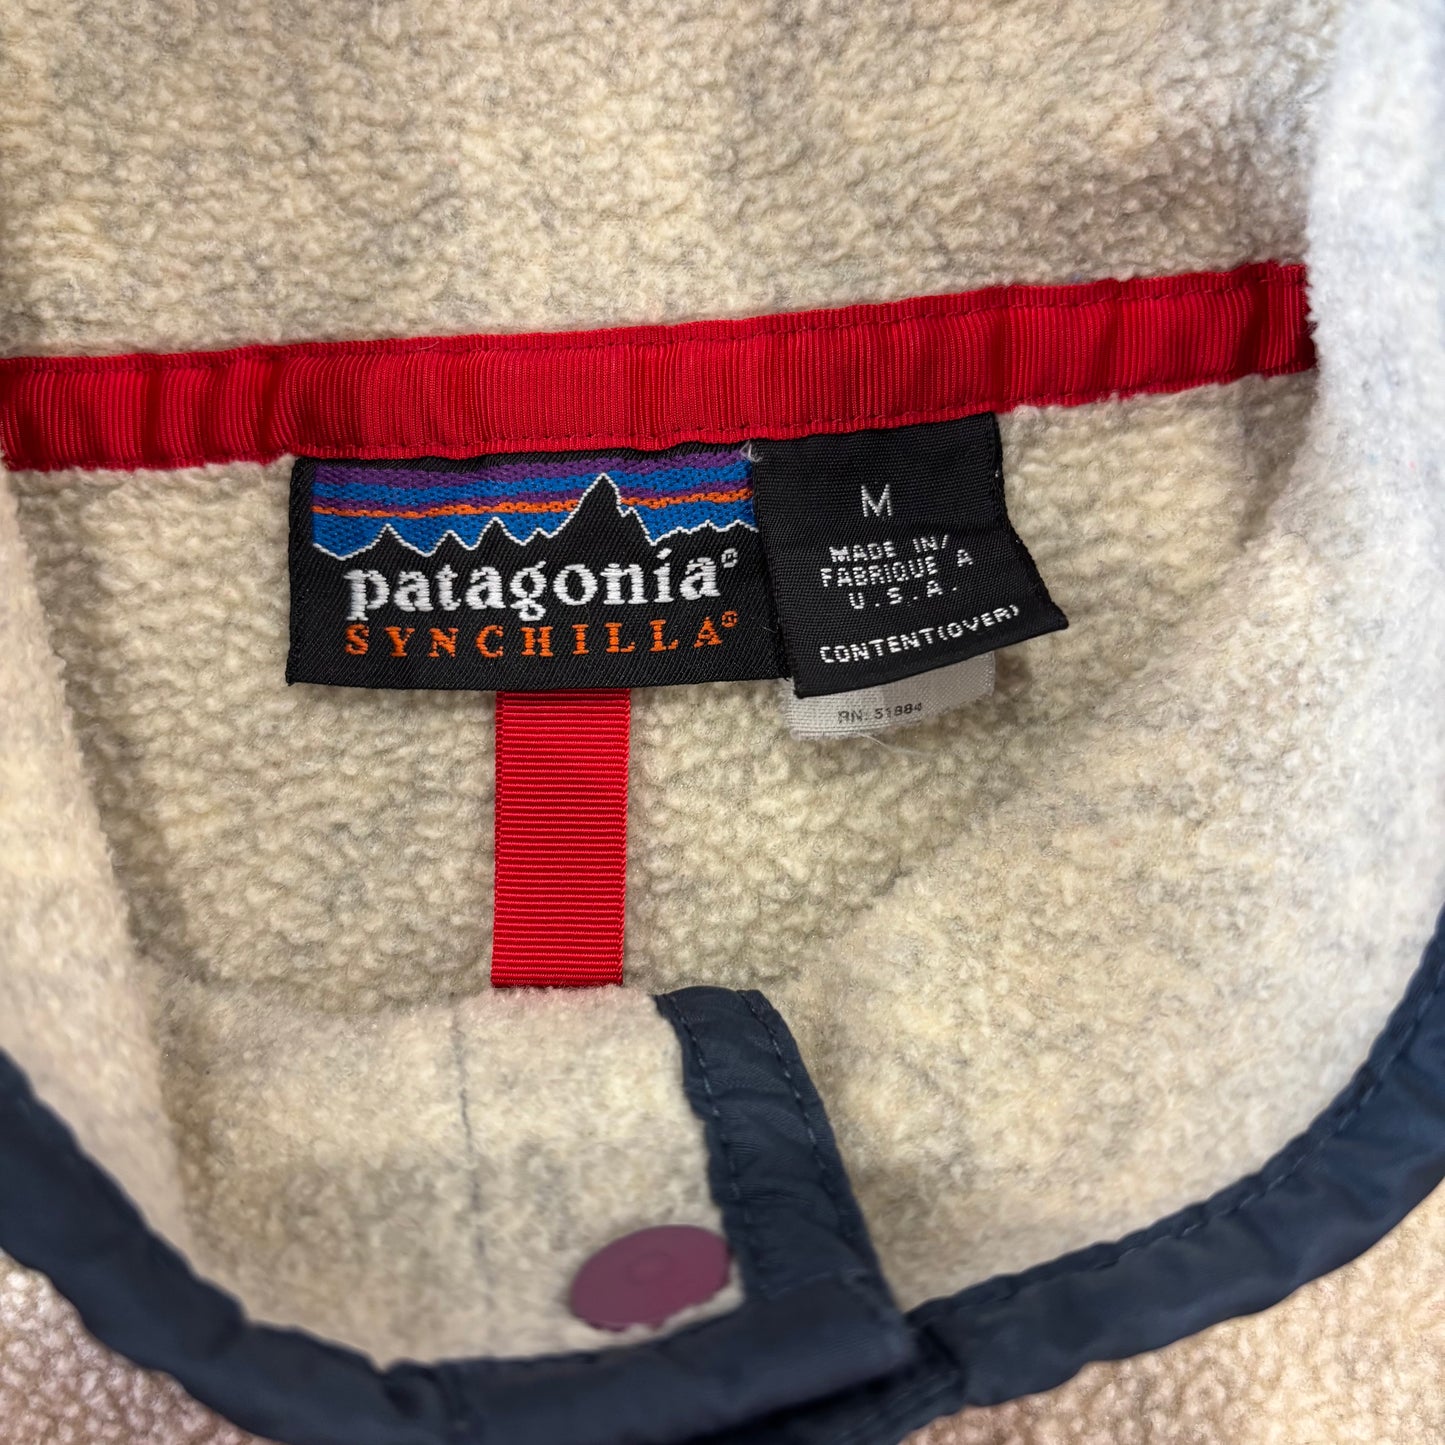 patagonia®
SYNCHILLA®
M
MADE IN/
FABRIQUE A
U.S.A.
CONTENT(OVER)
RN: 51884